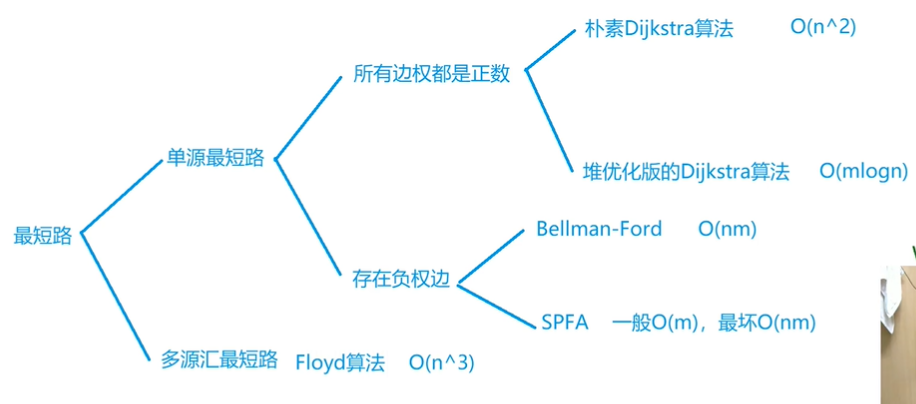 朴素Dijkstra算法 O(n^2)
所有边权都是正数
单源最短路
堆优化版的Dijkstra算法 O(mlogn)
最短路
Bellman-Ford O(nm)
存在负权边
SPFA 一般O(m)，最坏O(nm)
多源汇最短路 Floyd算法 O(n^3)